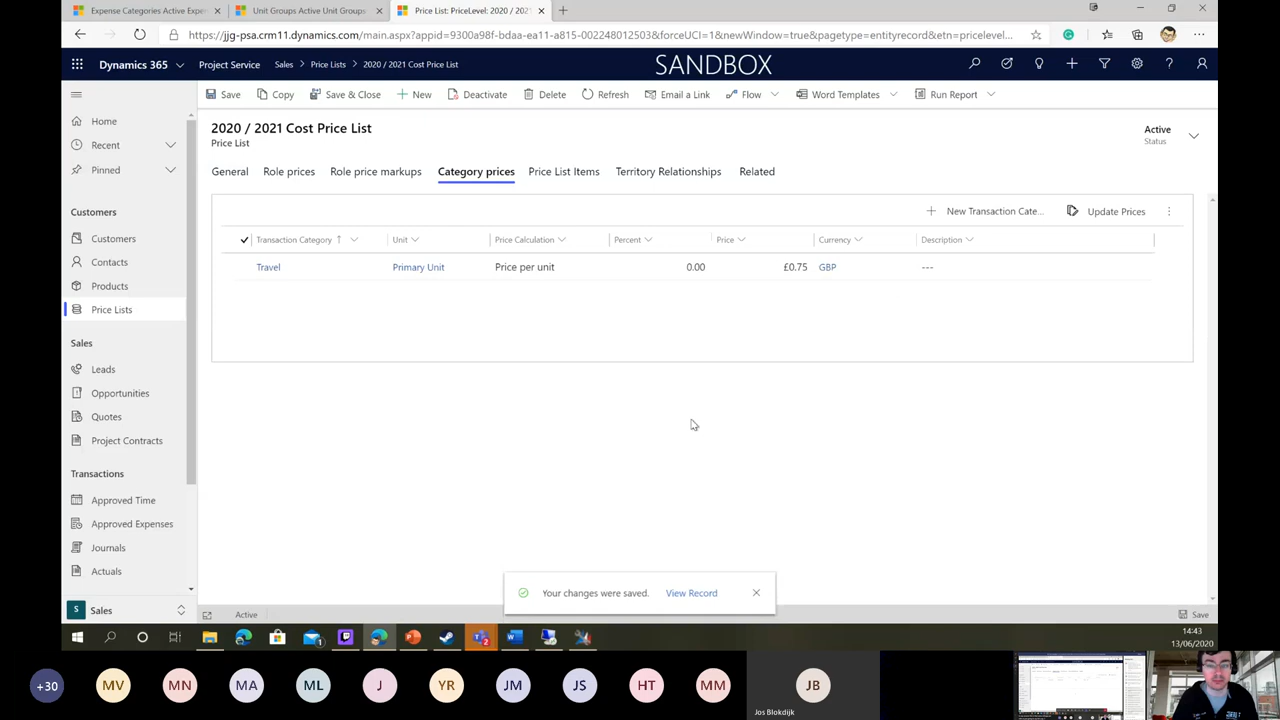 Expense Categories Active Expen
Unit Groups Active Unit Groups
Price List: PriceLevel: 2020 / 202
https://jjg-psa.crm11.dynamics.com/main.aspx?appid=930ba98f-bdaa-ea11-a815-002248012503&forceUCI=1&newWindow=true&pagetype=entityrecord&etn=pricelevel...
Dynamics 365
Project Service
Sales > Price Lists > 2020 / 2021 Cost Price List
SANDBOX
Save
Copy
Save & Close
New
Deactivate
Delete
Refresh
Email a Link
Flow
Word Templates
Run Report
Home
Recent
Pinned
Customers
Customers
Contacts
Products
Price Lists
Sales
Leads
Opportunities
Quotes
Project Contracts
Transactions
Approved Time
Approved Expenses
Journals
Actuals
S Sales
2020 / 2021 Cost Price List
Price List
Active
Status
General Role prices Role price markups Category prices Price List Items Territory Relationships Related
New Transaction Cate...
Update Prices
Transaction Category Unit Price Calculation Percent Price Currency Description
Travel Primary Unit Price per unit 0.00 £0.75 GBP ---
Your changes were saved. View Record
Active
Save
14:43
13/06/2020
+30 MV MN MA ML R JM JS HT NM JB
Jos Blokdijk